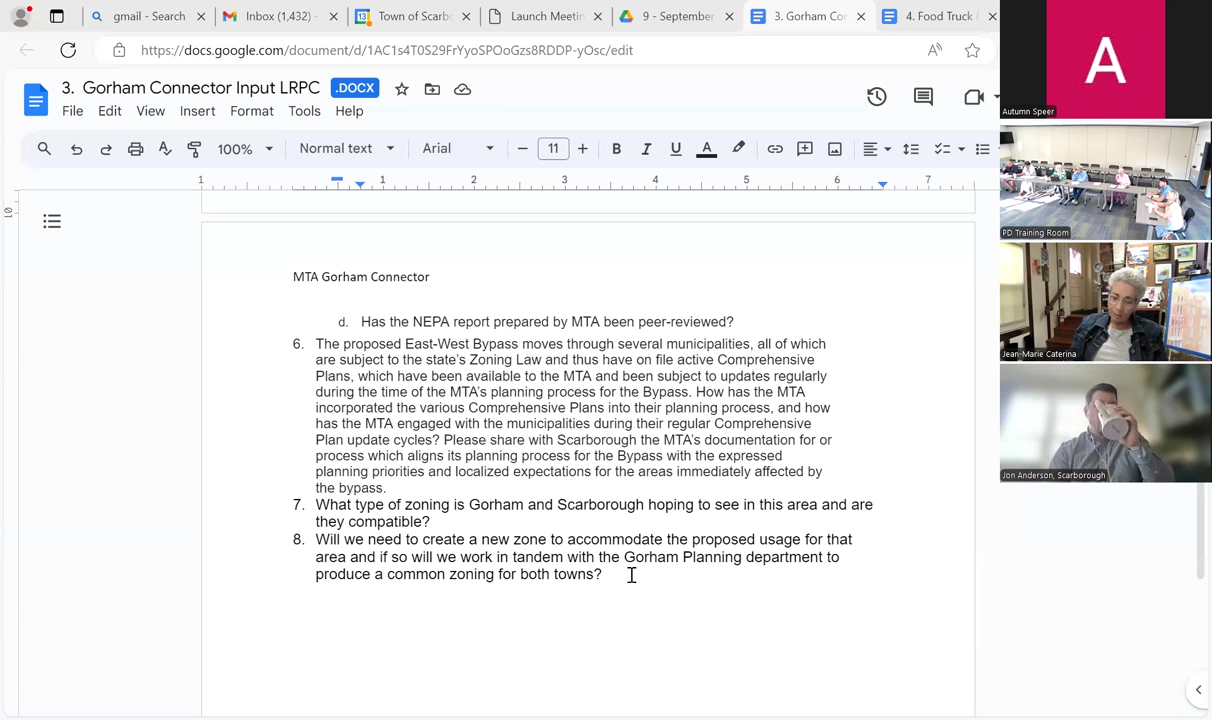 gmail - Search
Inbox (1,432)
Town of Scarb
Launch Meetin
9 - September
3. Gorham Cor
4. Food Truck
https://docs.google.com/document/d/1AC1s4T0S29FrYyoSPOoGzs8RDDP-yOsc/edit
3. Gorham Connector Input LRPC
.DOCX
File Edit View Insert Format Tools Help
100% Normal text Arial 11 B I U A
1 1 2 3 4 5 6 7
MTA Gorham Connector
d. Has the NEPA report prepared by MTA been peer-reviewed?
6. The proposed East-West Bypass moves through several municipalities, all of which
are subject to the state's Zoning Law and thus have on file active Comprehensive
Plans, which have been available to the MTA and been subject to updates regularly
during the time of the MTA's planning process for the Bypass. How has the MTA
incorporated the various Comprehensive Plans into their planning process, and how
has the MTA engaged with the municipalities during their regular Comprehensive
Plan update cycles? Please share with Scarborough the MTA's documentation for or
process which aligns its planning process for the Bypass with the expressed
planning priorities and localized expectations for the areas immediately affected by
the bypass.
7. What type of zoning is Gorham and Scarborough hoping to see in this area and are
they compatible?
8. Will we need to create a new zone to accommodate the proposed usage for that
area and if so will we work in tandem with the Gorham Planning department to
produce a common zoning for both towns?
A
Autumn Speer
PD Training Room
Jean-Marie Caterina
Jon Anderson, Scarborough